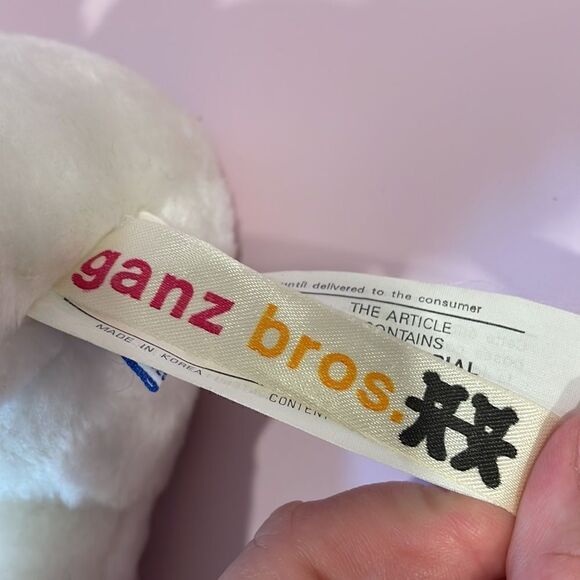 ganz bros.
until delivered to the consumer
THE ARTICLE
CONTAINS
MADE IN KOREA
CONTENT